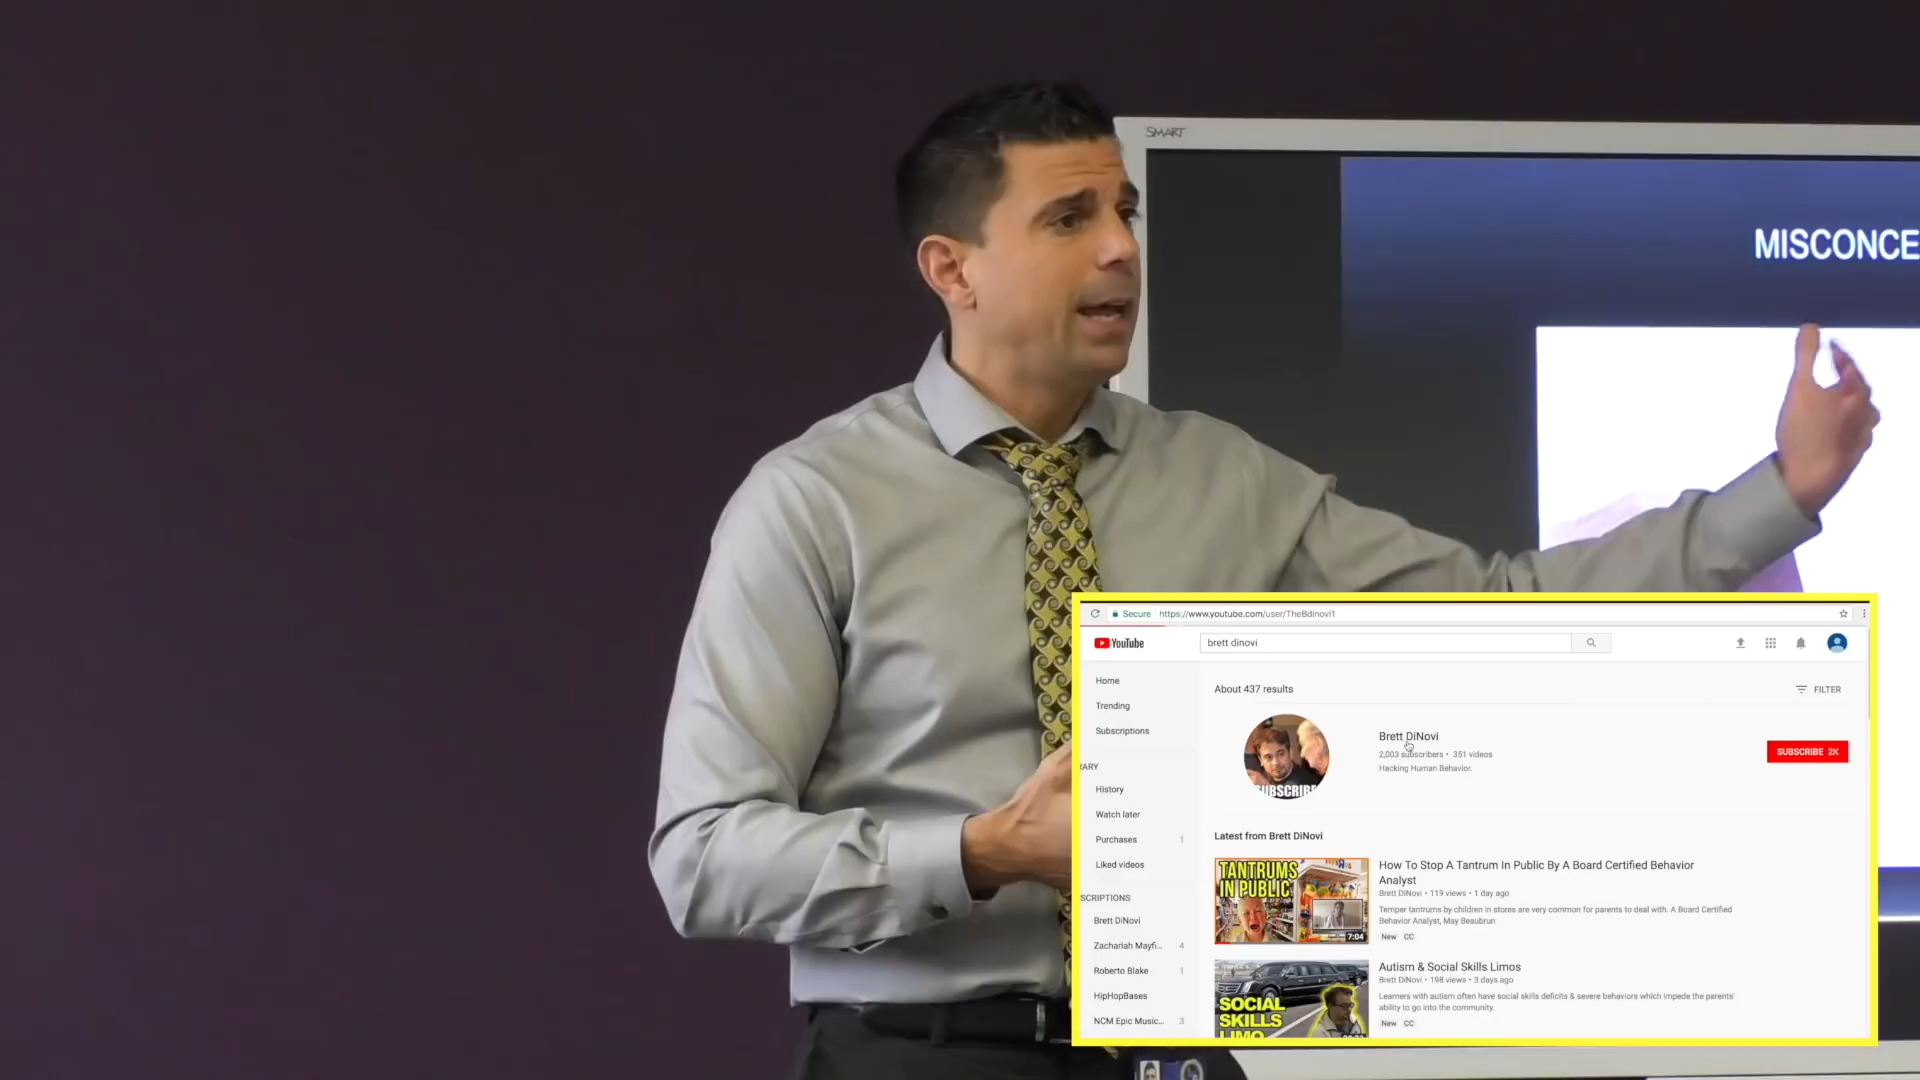 SMART
MISCONCE
Secure https://www.youtube.com/user/TheBdinovi1
YouTube
brett dinovi
Home
Trending
Subscriptions
RARY
History
Watch later
Purchases 1
Liked videos
SCRIPTIONS
Brett DiNovi
Zachariah Mayfi... 4
Roberto Blake 1
HipHopBases
NCM Epic Music... 3
About 437 results
FILTER
Brett DiNovi
2,003 subscribers • 351 videos
Hacking Human Behavior.
SUBSCRIBE 2K
SUBSCRIBE
Latest from Brett DiNovi
TANTRUMS
IN PUBLIC
7:04
How To Stop A Tantrum In Public By A Board Certified Behavior
Analyst
Brett DiNovi • 119 views • 1 day ago
Temper tantrums by children in stores are very common for parents to deal with. A Board Certified
Behavior Analyst, May Beaubrun
New CC
SOCIAL
SKILLS
LIMO
Autism & Social Skills Limos
Brett DiNovi • 198 views • 3 days ago
Learners with autism often have social skills deficits & severe behaviors which impede the parents'
ability to go into the community.
New CC